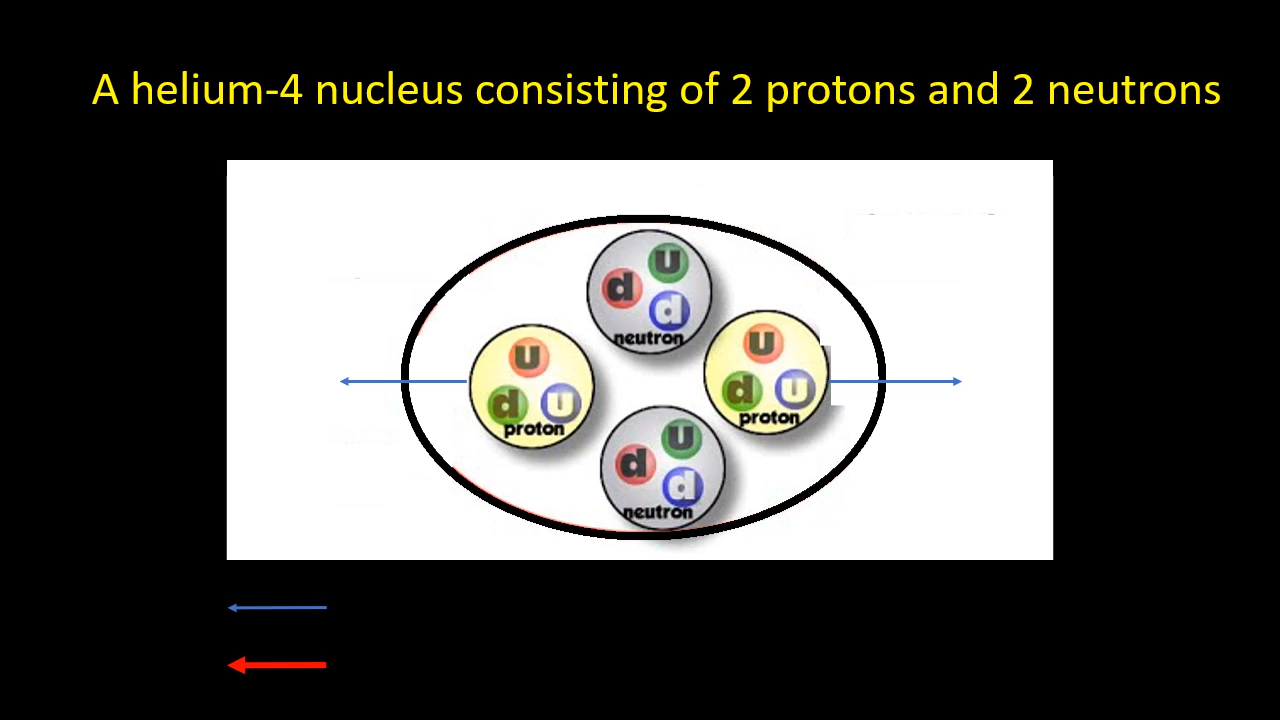 A helium-4 nucleus consisting of 2 protons and 2 neutrons
u
d
d
neutron
u
d
u
proton
u
d
u
proton
u
d
d
neutron